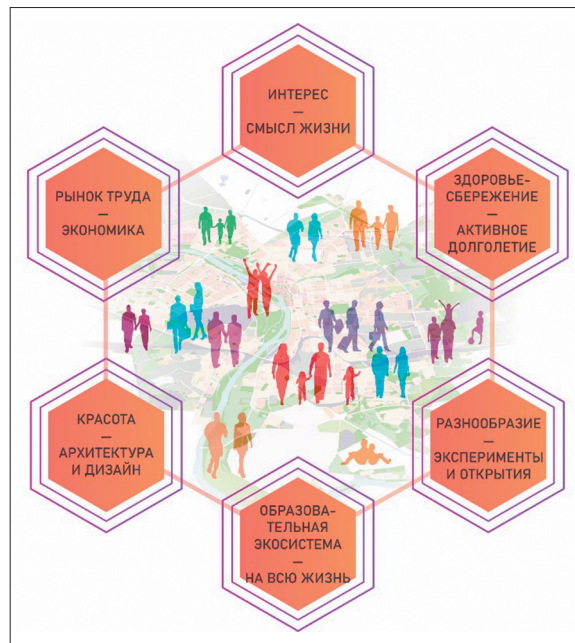 ИНТЕРЕС
—
СМЫСЛ ЖИЗНИ
РЫНОК ТРУДА
—
ЭКОНОМИКА
ЗДОРОВЬЕ-
СБЕРЕЖЕНИЕ
—
АКТИВНОЕ
ДОЛГОЛЕТИЕ
КРАСОТА
—
АРХИТЕКТУРА
И ДИЗАЙН
РАЗНООБРАЗИЕ
—
ЭКСПЕРИМЕНТЫ
И ОТКРЫТИЯ
ОБРАЗОВА-
ТЕЛЬНАЯ
ЭКОСИСТЕМА
—
НА ВСЮ ЖИЗНЬ